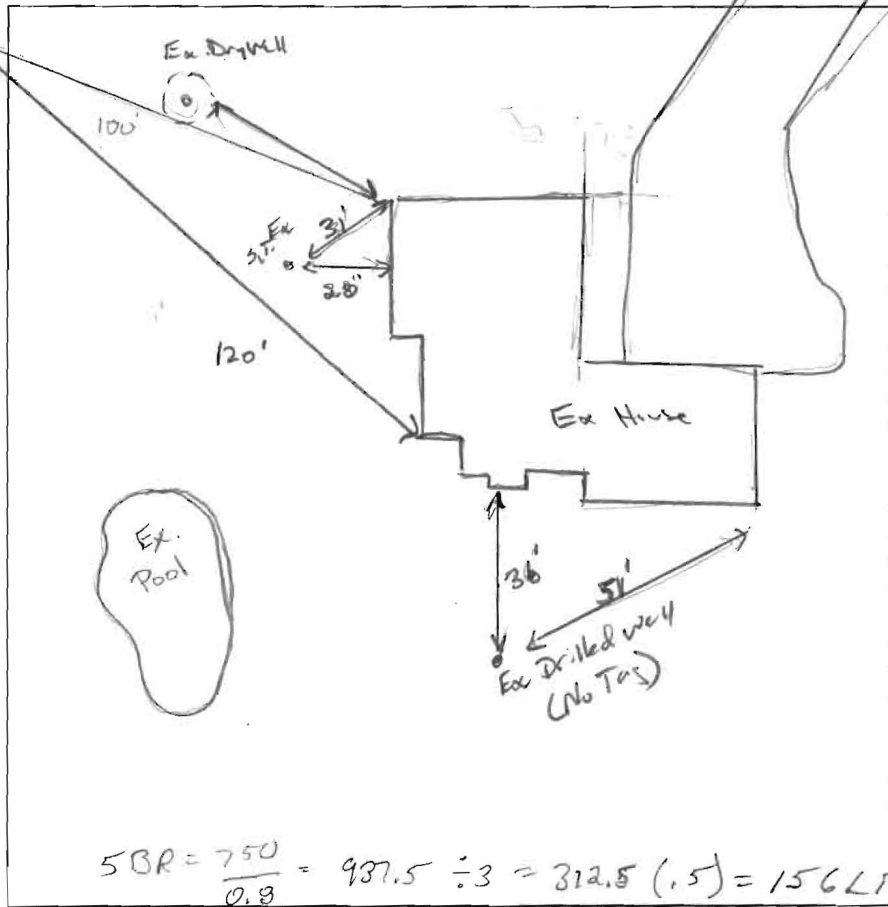 Ex. Drywell
100'
Ex
31'
28"
120'
Ex House
Ex.
Pool
36'
51'
Ex Drilled well
(No Tag)
5BR = 750
0.8
= 937.5 ÷3 = 312.5 (.5) = 156 L